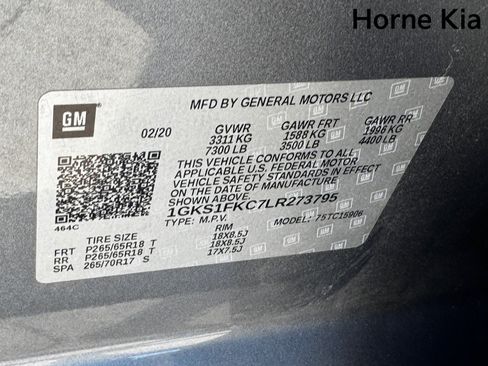 Horne Kia
GM
MFD BY GENERAL MOTORS LLC
02/20 GVWR GAWR FRT GAWR RR
3311 KG 1588 KG 1996 KG
7300 LB 3500 LB 4400 LB
THIS VEHICLE CONFORMS TO ALL
APPLICABLE U.S. FEDERAL MOTOR
VEHICLE SAFETY STANDARDS IN EFFECT
ON THE DATE OF MANUFACTURE SHOWN ABOVE.
1GKS1FKC7LR273795
TYPE: M.P.V. MODEL: 75TC15906
464C
TIRE SIZE RIM
FRT P265/65R18 T 18X8.5J
RR P265/65R18 T 18X8.5J
SPA 265/70R17 S 17X7.5J